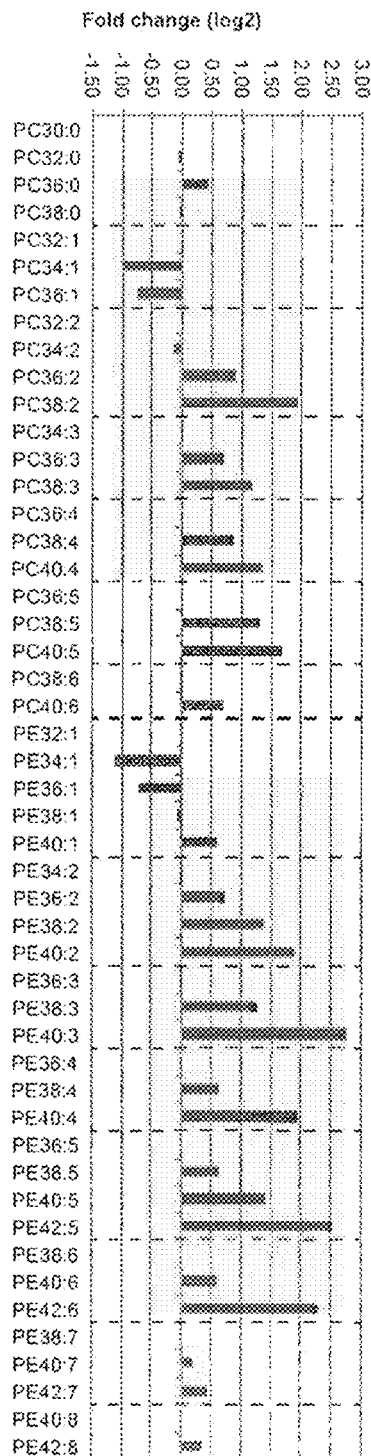 Fold change (log2)
-1.50
-1.00
-0.50
0.00
0.50
1.00
1.50
2.00
2.50
3.00
PC30:0
PC32:0
PC36:0
PC38:0
PC32:1
PC34:1
PC36:1
PC32:2
PC34:2
PC36:2
PC38:2
PC34:3
PC36:3
PC38:3
PC36:4
PC38:4
PC40:4
PC36:5
PC38:5
PC40:5
PC38:6
PC40:6
PE32:1
PE34:1
PE36:1
PE38:1
PE40:1
PE34:2
PE36:2
PE38:2
PE40:2
PE36:3
PE38:3
PE40:3
PE36:4
PE38:4
PE40:4
PE36:5
PE38:5
PE40:5
PE42:5
PE38:6
PE40:6
PE42:6
PE38:7
PE40:7
PE42:7
PE40:8
PE42:8